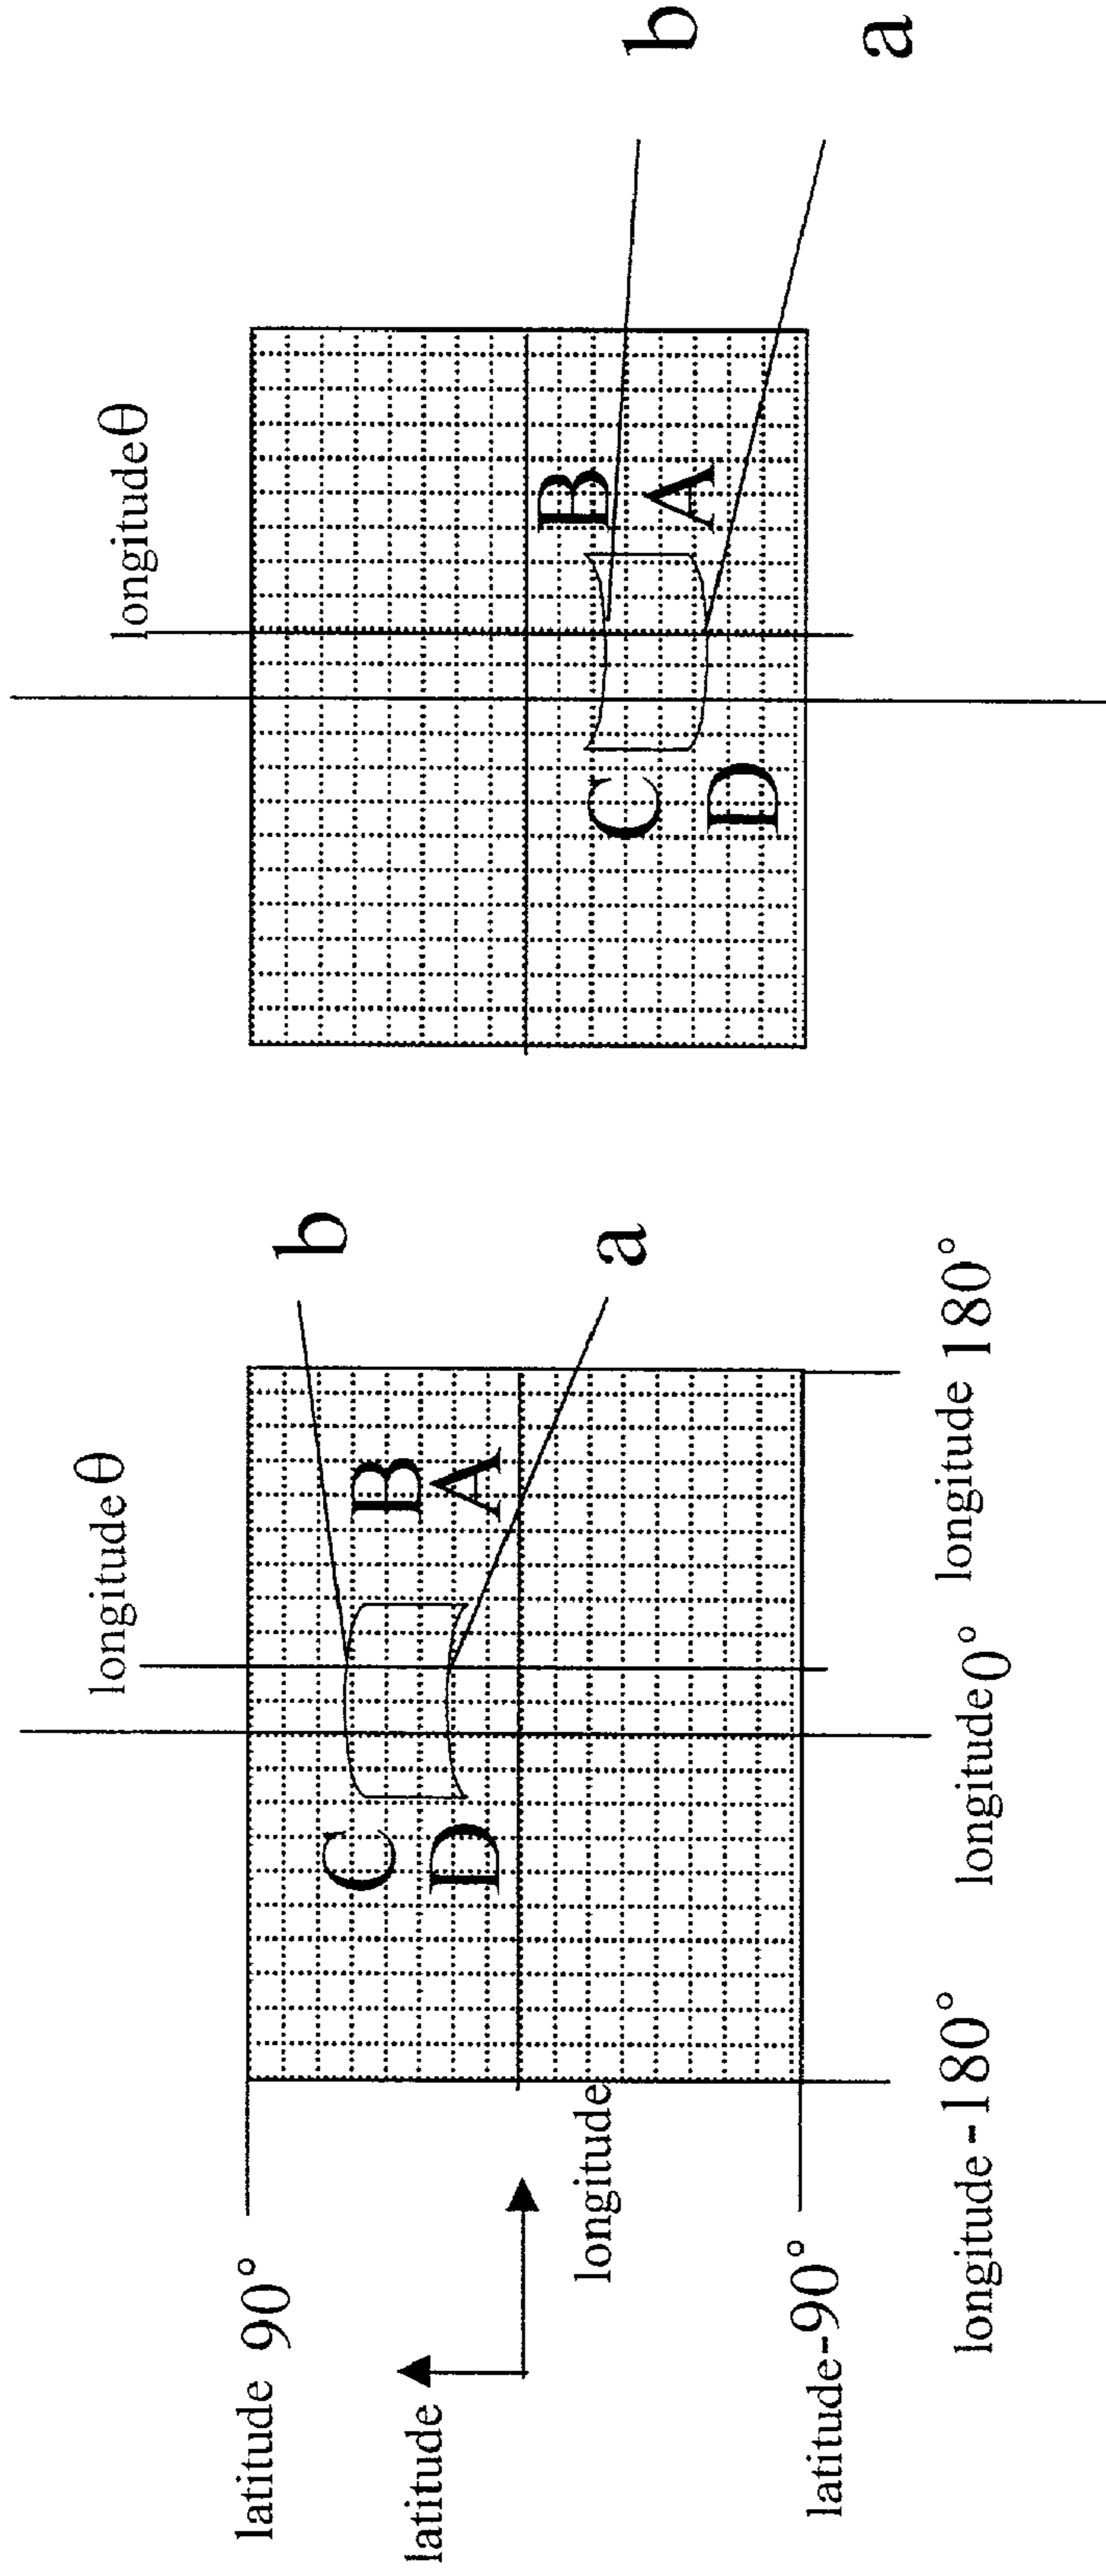 longitude θ
latitude 90°
b
C
B
latitude
D
A
a
longitude
latitude-90°
longitude -180°
longitude 0°
longitude 180°
longitude θ
B
b
C
A
D
a